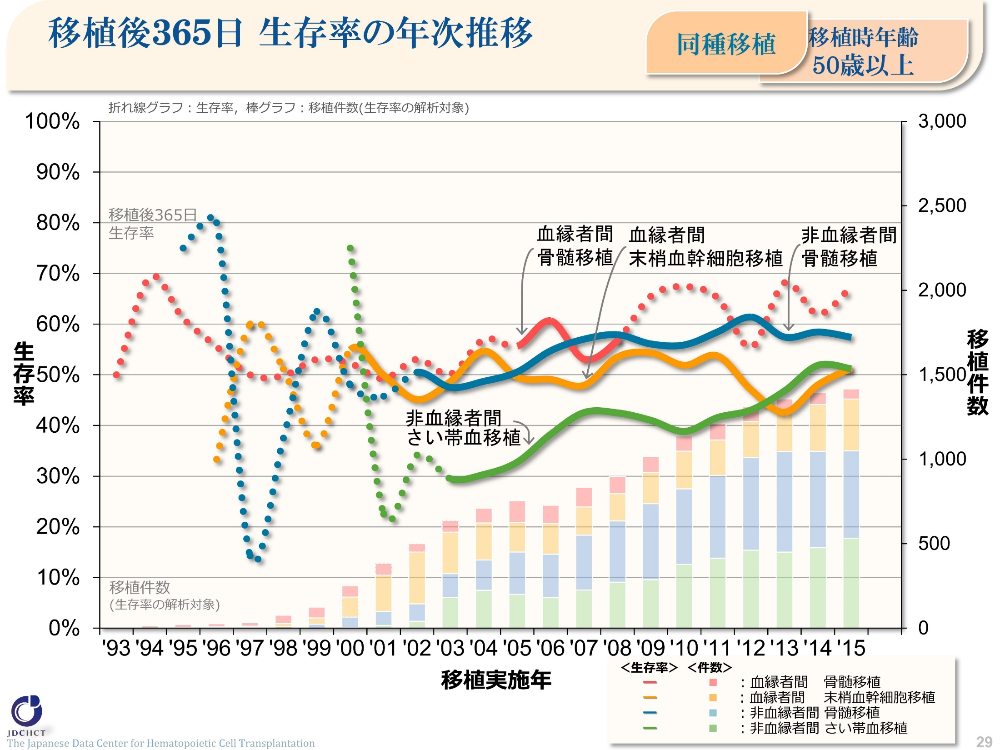 移植後365日 生存率の年次推移
同種移植
移植時年齢
50歳以上
折れ線グラフ：生存率，棒グラフ：移植件数(生存率の解析対象)
100%
90%
80%
70%
60%
50%
40%
30%
20%
10%
0%
生存率
移植後365日
生存率
血縁者間
骨髄移植
血縁者間
末梢血幹細胞移植
非血縁者間
骨髄移植
非血縁者間
さい帯血移植
移植件数
(生存率の解析対象)
3,000
2,500
2,000
1,500
1,000
500
0
移植件数
'93 '94 '95 '96 '97 '98 '99 '00 '01 '02 '03 '04 '05 '06 '07 '08 '09 '10 '11 '12 '13 '14 '15
移植実施年
＜生存率＞ ＜件数＞
：血縁者間 骨髄移植
：血縁者間 末梢血幹細胞移植
：非血縁者間 骨髄移植
：非血縁者間 さい帯血移植
JDCHCT
The Japanese Data Center for Hematopoietic Cell Transplantation
29